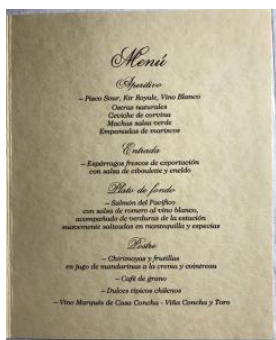 Menú
Aperitivo
– Pisco Sour, Kir Royale, Vino Blanco
Ostras naturales
Ceviche de corvina
Machas salsa verde
Empanadas de mariscos
Entrada
– Espárragos frescos de exportación
con salsa de ciboulette y eneldo
Plato de fondo
– Salmón del Pacífico
con salsa de romero al vino blanco,
acompañado de verduras de la estación
suavemente salteadas en mantequilla y especias
Postre
– Chirimoyas y frutillas
en jugo de mandarinas a la crema y cointreau
– Café de grano
– Dulces típicos chilenos
– Vino Marqués de Casa Concha - Viña Concha y Toro